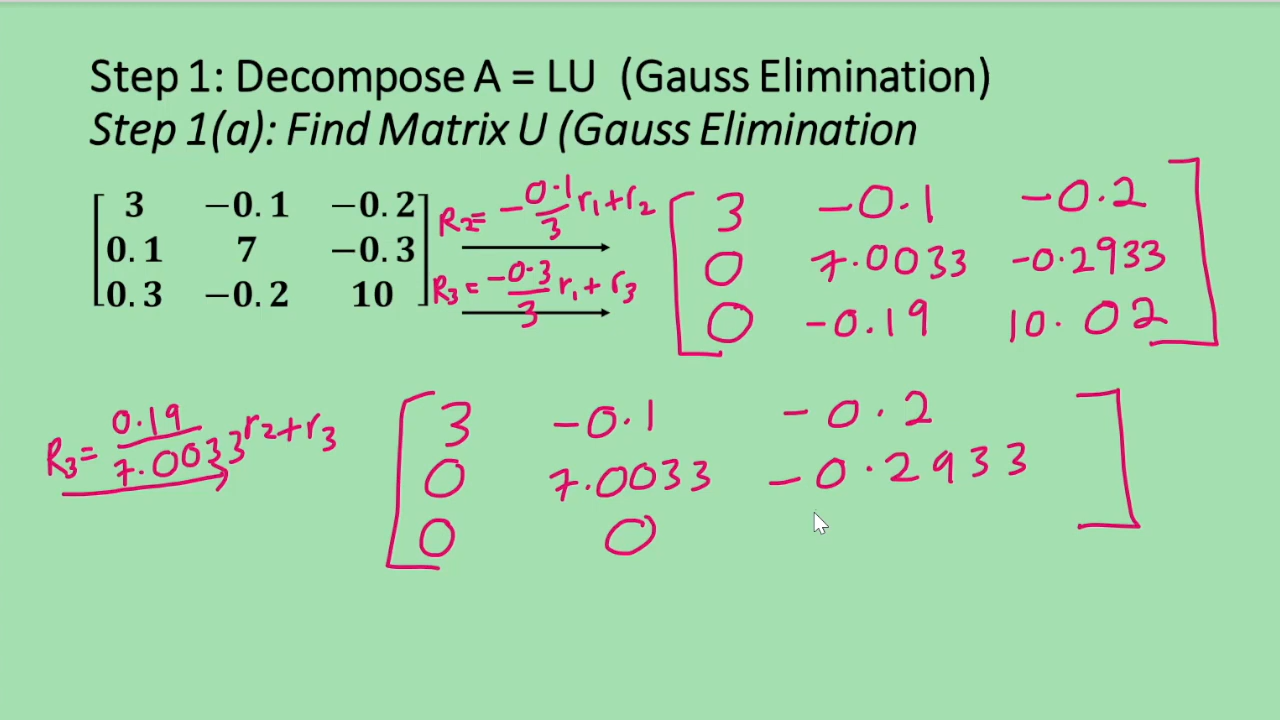 Step 1: Decompose A = LU (Gauss Elimination)
Step 1(a): Find Matrix U (Gauss Elimination
3 −0.1 −0.2
0.1 7 −0.3
0.3 −0.2 10
R2= −0.1/3 r1+r2
R3= −0.3/3 r1+r3
3 −0.1 −0.2
0 7.0033 −0.2933
0 −0.19 10.02
R3= 0.19/7.0033 r2+r3
3 −0.1 −0.2
0 7.0033 −0.2933
0 0